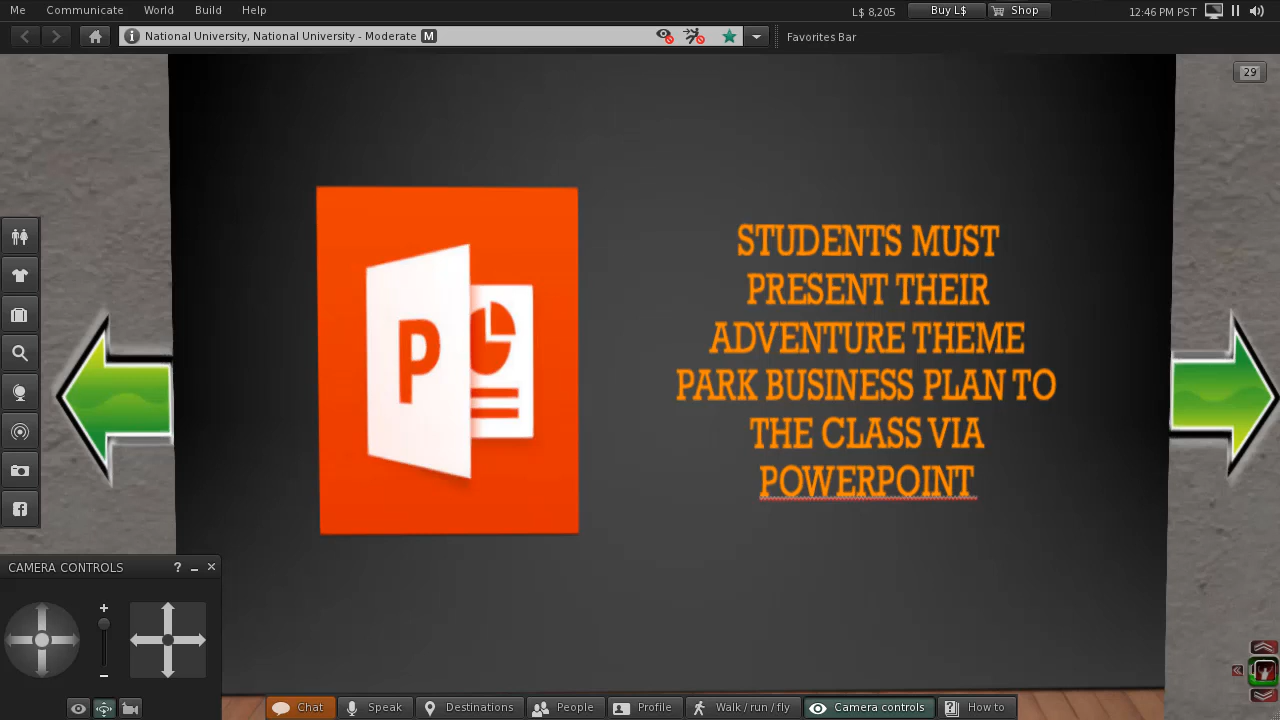 Me Communicate World Build Help L$ 8,205 Buy L$ Shop 12:46 PM PST
National University, National University - Moderate M Favorites Bar
29
STUDENTS MUST
PRESENT THEIR
ADVENTURE THEME
PARK BUSINESS PLAN TO
THE CLASS VIA
POWERPOINT
P
CAMERA CONTROLS ?
Chat Speak Destinations People Profile Walk / run / fly Camera controls How to